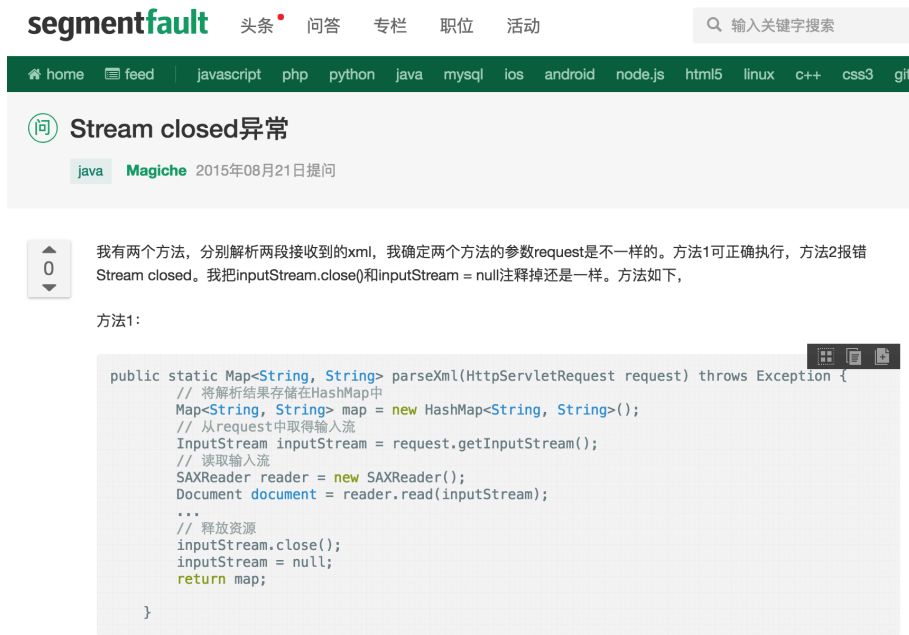 segmentfault 头条 问答 专栏 职位 活动 输入关键字搜索
home feed javascript php python java mysql ios android node.js html5 linux c++ css3 git
问 Stream closed异常
java Magiche 2015年08月21日提问
我有两个方法，分别解析两段接收到的xml，我确定两个方法的参数request是不一样的。方法1可正确执行，方法2报错
0
Stream closed。我把inputStream.close()和inputStream = null注释掉还是一样。方法如下，
方法1：
public static Map<String, String> parseXml(HttpServletRequest request) throws Exception {
// 将解析结果存储在HashMap中
Map<String, String> map = new HashMap<String, String>();
// 从request中取得输入流
InputStream inputStream = request.getInputStream();
// 读取输入流
SAXReader reader = new SAXReader();
Document document = reader.read(inputStream);
...
// 释放资源
inputStream.close();
inputStream = null;
return map;
}